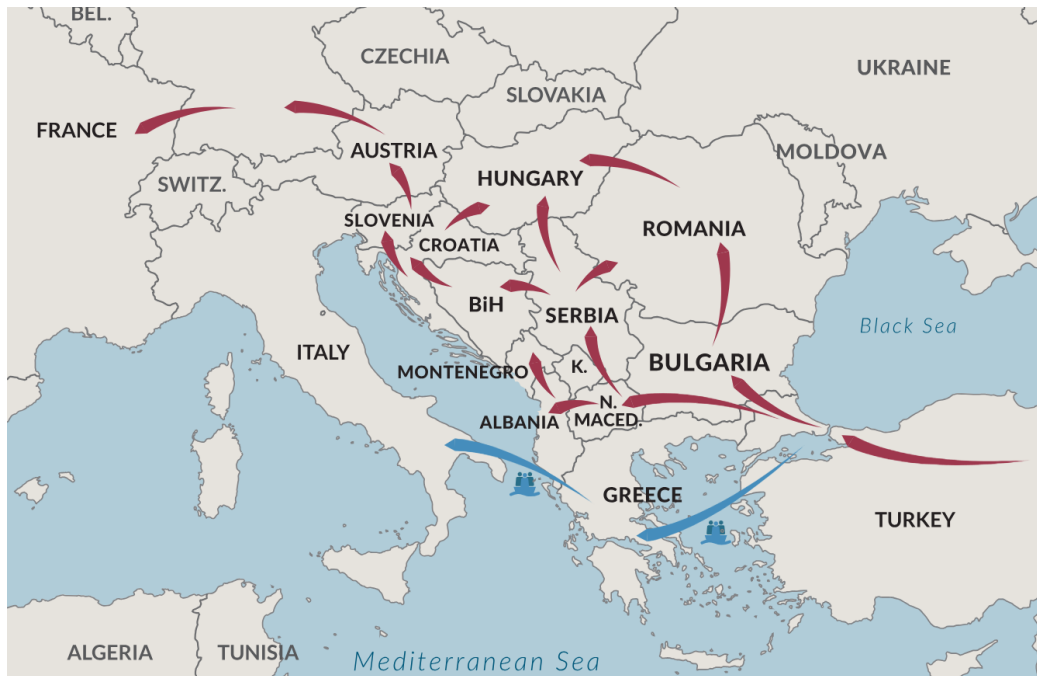 BEL.
CZECHIA
UKRAINE
SLOVAKIA
FRANCE
AUSTRIA
MOLDOVA
SWITZ.
HUNGARY
SLOVENIA
ROMANIA
CROATIA
BiH
SERBIA
Black Sea
ITALY
BULGARIA
K.
MONTENEGRO
N.
MACED.
ALBANIA
GREECE
TURKEY
ALGERIA
TUNISIA
Mediterranean Sea